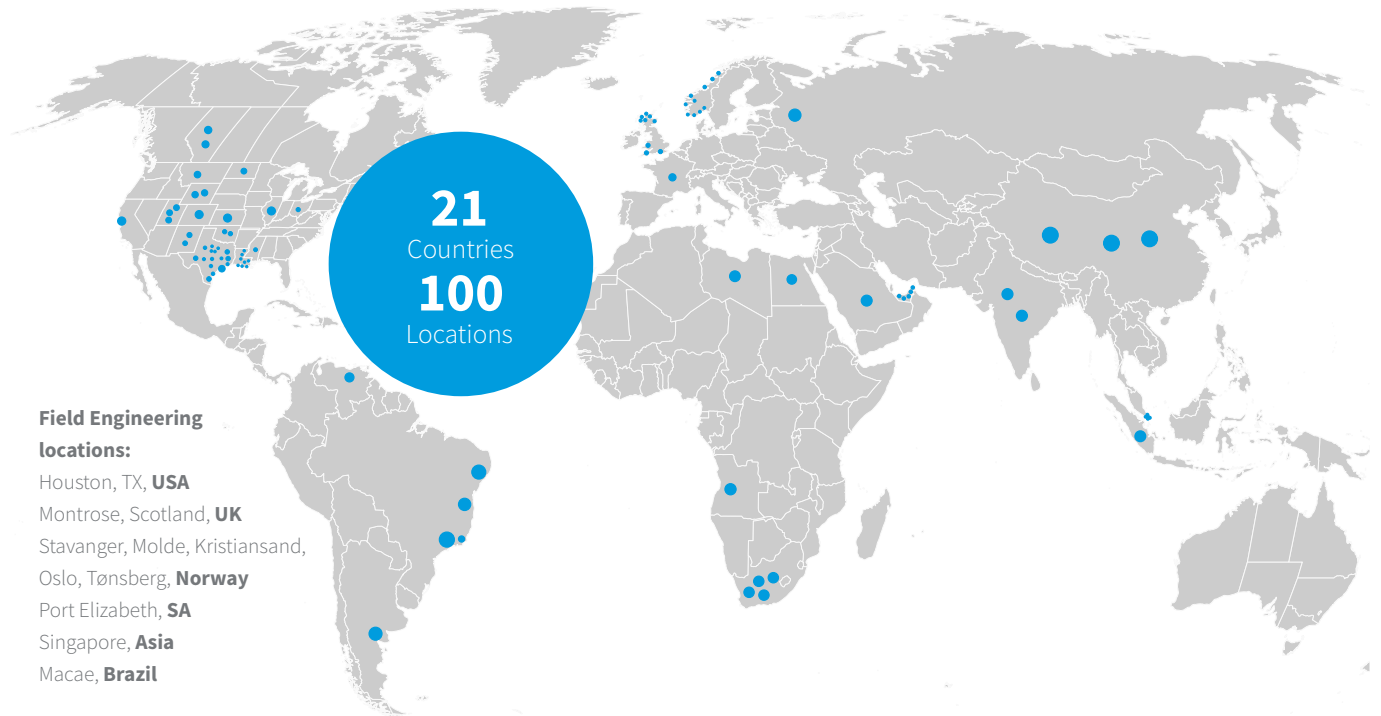 21
Countries
100
Locations
Field Engineering
locations:
Houston, TX, USA
Montrose, Scotland, UK
Stavanger, Molde, Kristiansand,
Oslo, Tønsberg, Norway
Port Elizabeth, SA
Singapore, Asia
Macae, Brazil